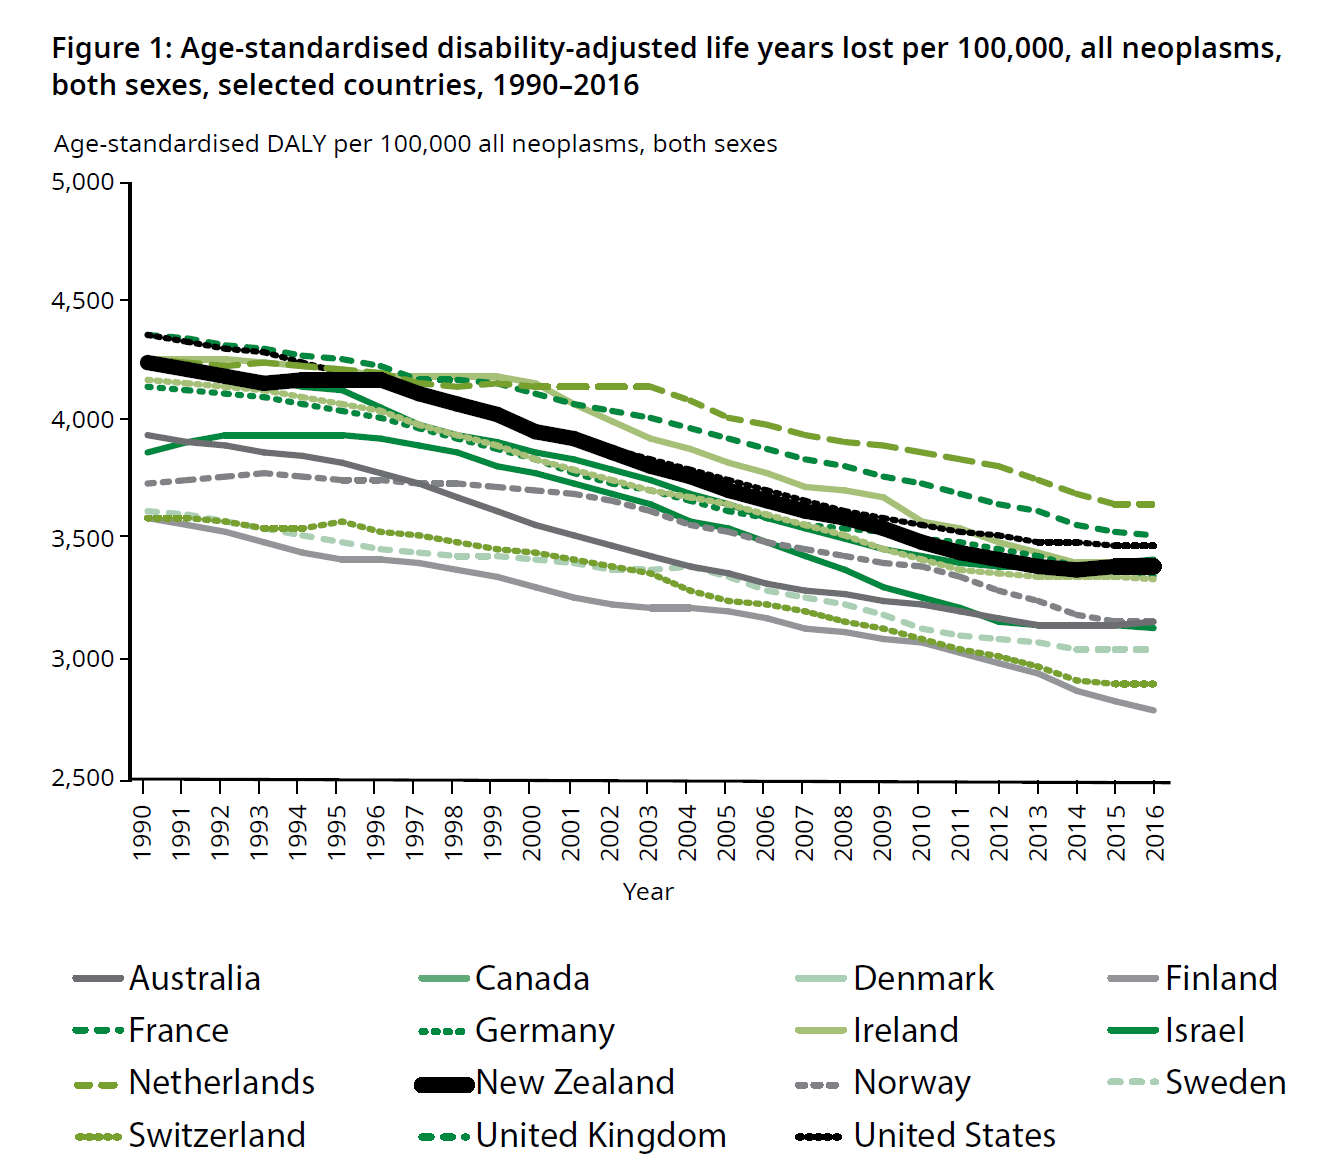 Figure 1: Age-standardised disability-adjusted life years lost per 100,000, all neoplasms,
both sexes, selected countries, 1990–2016
Age-standardised DALY per 100,000 all neoplasms, both sexes
5,000
4,500
4,000
3,500
3,000
2,500
1990 1991 1992 1993 1994 1995 1996 1997 1998 1999 2000 2001 2002 2003 2004 2005 2006 2007 2008 2009 2010 2011 2012 2013 2014 2015 2016
Year
Australia Canada Denmark Finland
France Germany Ireland Israel
Netherlands New Zealand Norway Sweden
Switzerland United Kingdom United States